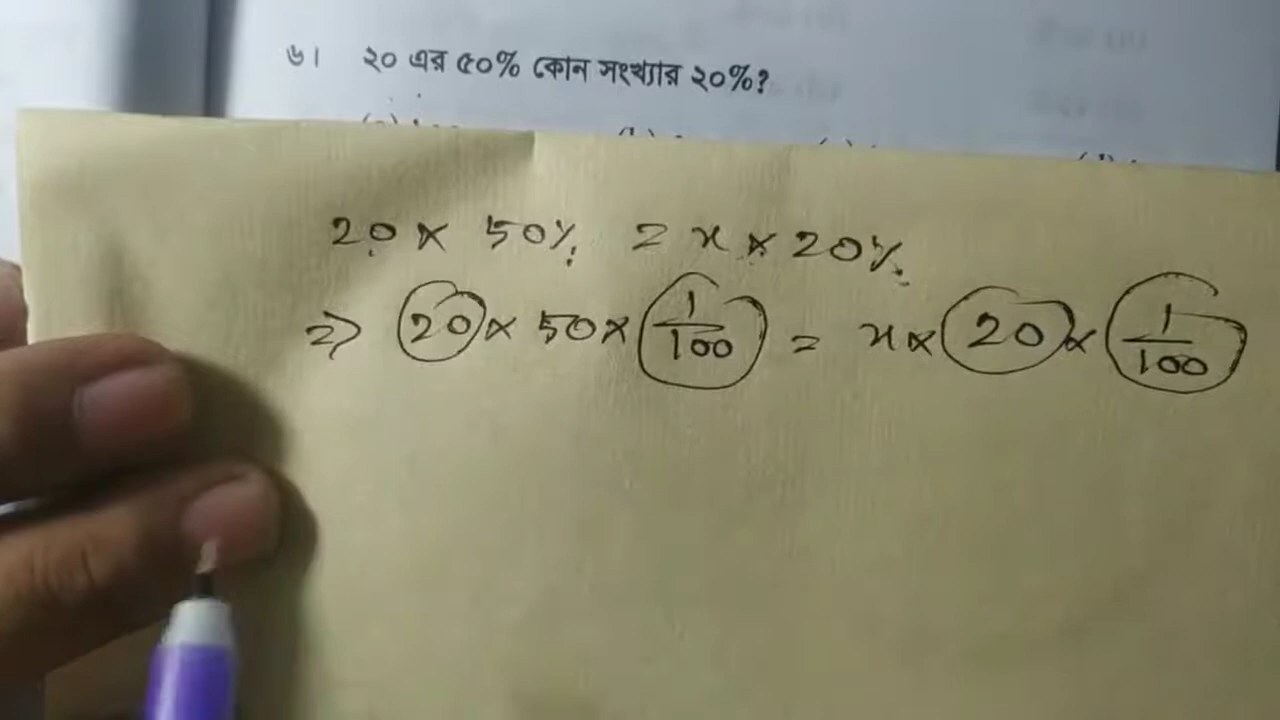 ৬। ২০ এর ৫০% কোন সংখ্যার ২০%?
20 × 50% = x × 20%
⇒ 20 × 50 × 1/100 = x × 20 × 1/100